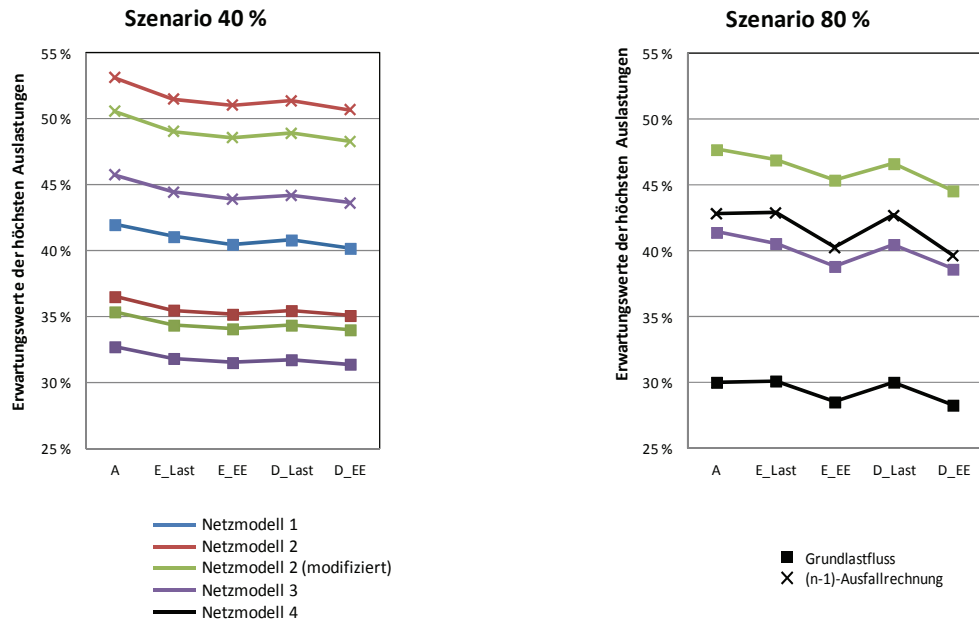 Szenario 40 %
Erwartungswerte der höchsten Auslastungen
55 %
50 %
45 %
40 %
35 %
30 %
25 %
A E_Last E_EE D_Last D_EE
Netzmodell 1
Netzmodell 2
Netzmodell 2 (modifiziert)
Netzmodell 3
Netzmodell 4
Szenario 80 %
Erwartungswerte der höchsten Auslastungen
55 %
50 %
45 %
40 %
35 %
30 %
25 %
A E_Last E_EE D_Last D_EE
Grundlastfluss
(n-1)-Ausfallrechnung